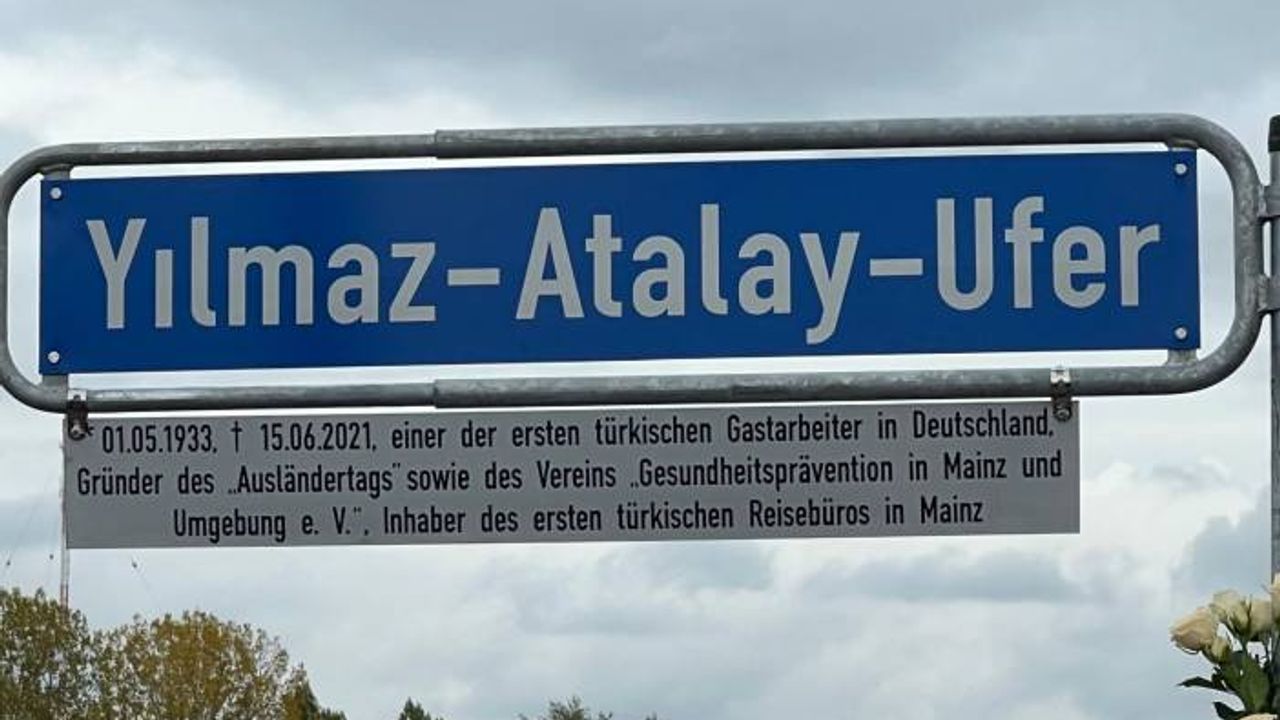 Yılmaz-Atalay-Ufer
01.05.1933, † 15.06.2021, einer der ersten türkischen Gastarbeiter in Deutschland,
Gründer des „Ausländertags“ sowie des Vereins „Gesundheitsprävention in Mainz und
Umgebung e. V.“, Inhaber des ersten türkischen Reisebüros in Mainz